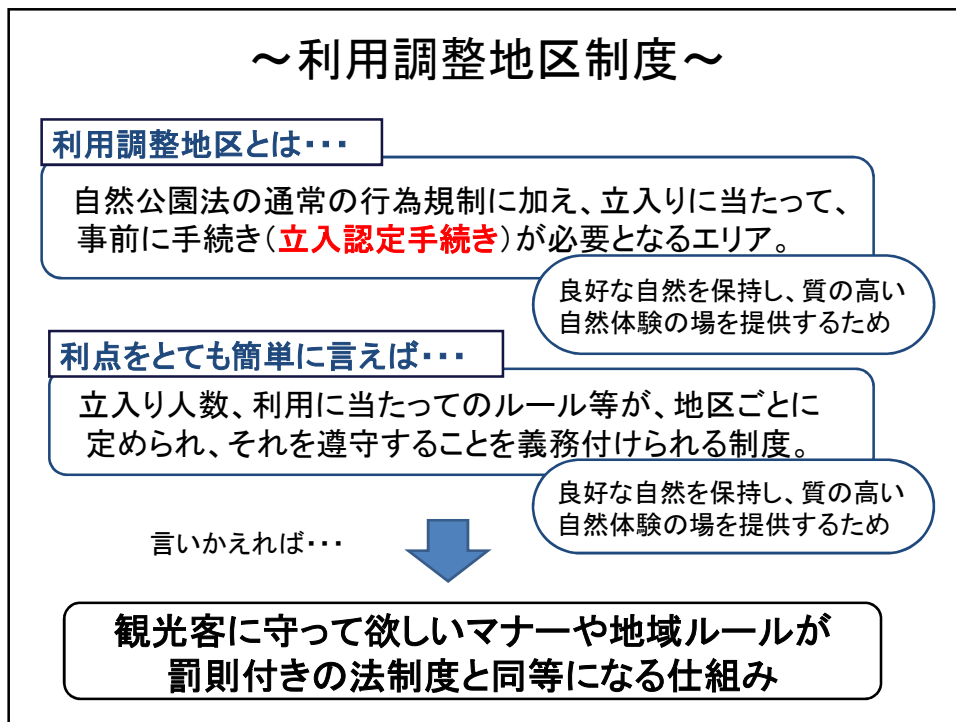 ～利用調整地区制度～
利用調整地区とは・・・
自然公園法の通常の行為規制に加え、立入りに当たって、
事前に手続き（立入認定手続き）が必要となるエリア。
良好な自然を保持し、質の高い
自然体験の場を提供するため
利点をとても簡単に言えば・・・
立入り人数、利用に当たってのルール等が、地区ごとに
定められ、それを遵守することを義務付けられる制度。
良好な自然を保持し、質の高い
自然体験の場を提供するため
言いかえれば・・・
観光客に守って欲しいマナーや地域ルールが
罰則付きの法制度と同等になる仕組み